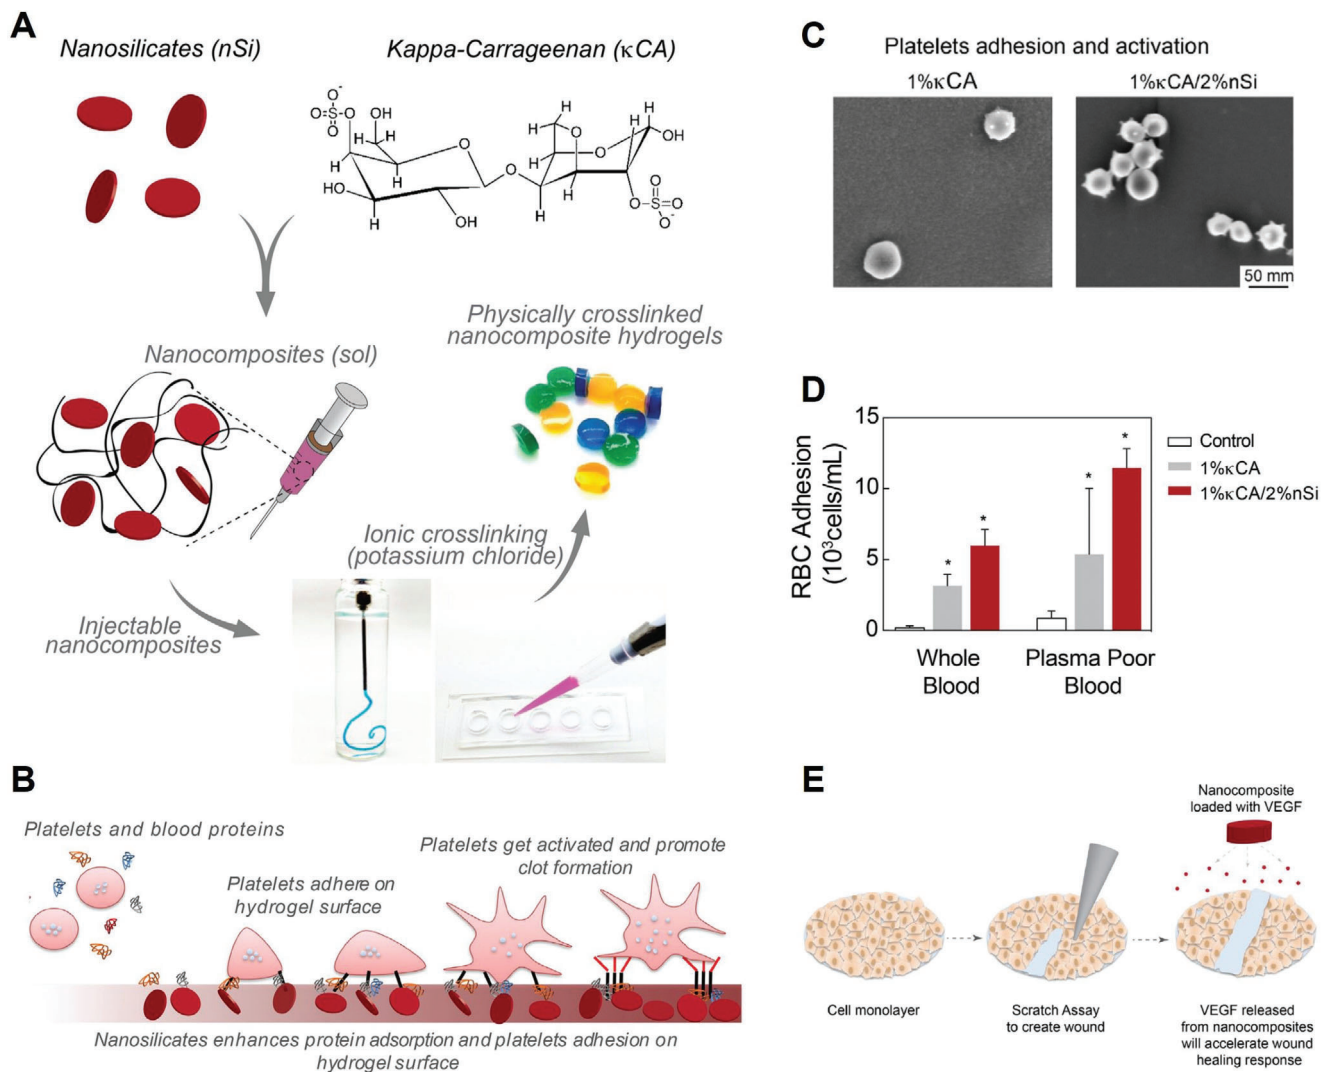 A
Nanosilicates (nSi)
Kappa-Carrageenan (κCA)
O
O=S=O
O-
O
OH
H
H
H
HO
H
H
OH
O
O
H
H
O
O
H
H
H
H
OH
O
O-S=O
O-
Nanocomposites (sol)
Physically crosslinked
nanocomposite hydrogels
Ionic crosslinking
(potassium chloride)
Injectable
nanocomposites
B
Platelets and blood proteins
Platelets adhere on
hydrogel surface
Platelets get activated and promote
clot formation
Nanosilicates enhances protein adsorption and platelets adhesion on
hydrogel surface
C
Platelets adhesion and activation
1%κCA
1%κCA/2%nSi
50 mm
D
RBC Adhesion
(10³cells/mL)
15
10
5
0
* * * *
Control
1%κCA
1%κCA/2%nSi
Whole
Blood
Plasma Poor
Blood
E
Nanocomposite
loaded with VEGF
Cell monolayer
Scratch Assay
to create wound
VEGF released
from nanocomposites
will accelerate wound
healing response